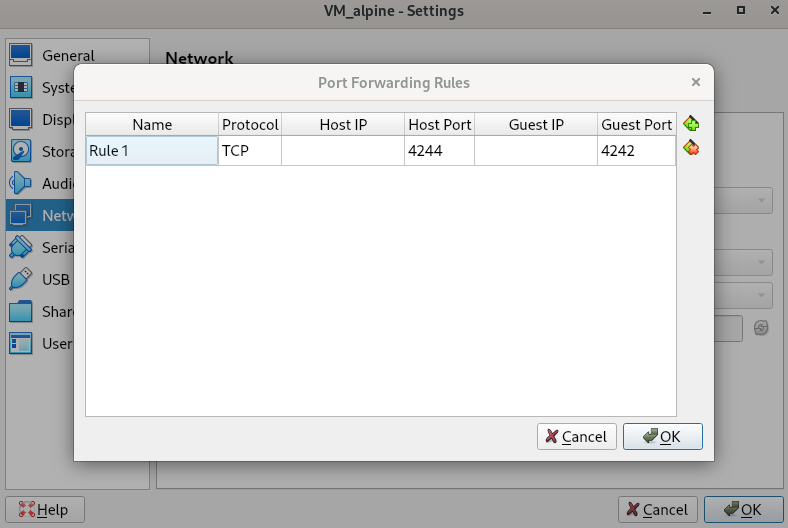 VM_alpine - Settings
General
Network
Syste
Displ
Stora
Audio
Netw
Seria
USB
Shar
User
Port Forwarding Rules
Name Protocol Host IP Host Port Guest IP Guest Port
Rule 1 TCP 4244 4242
Cancel OK
Help Cancel OK